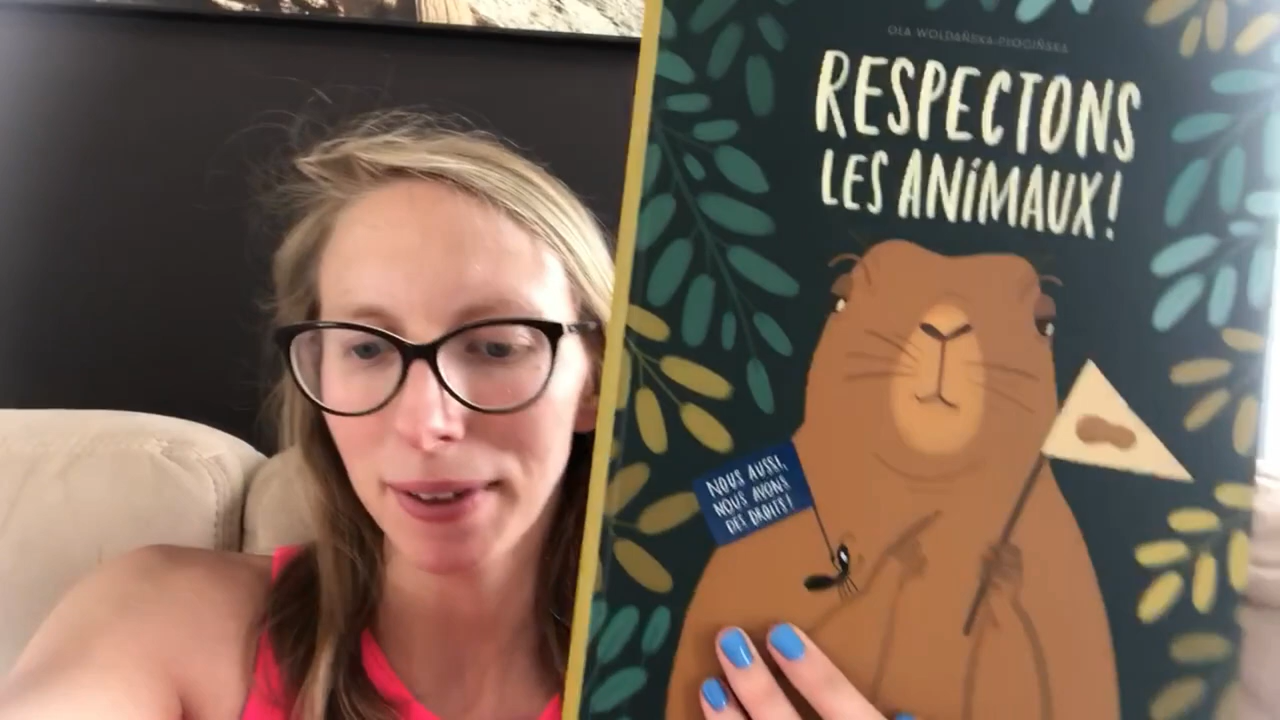 OLA WOLDAŃSKA-PŁOCIŃSKA
RESPECTONS
LES ANiMAUX!
NOUS AUSSi,
NOUS AVONS
DES DROiTS!